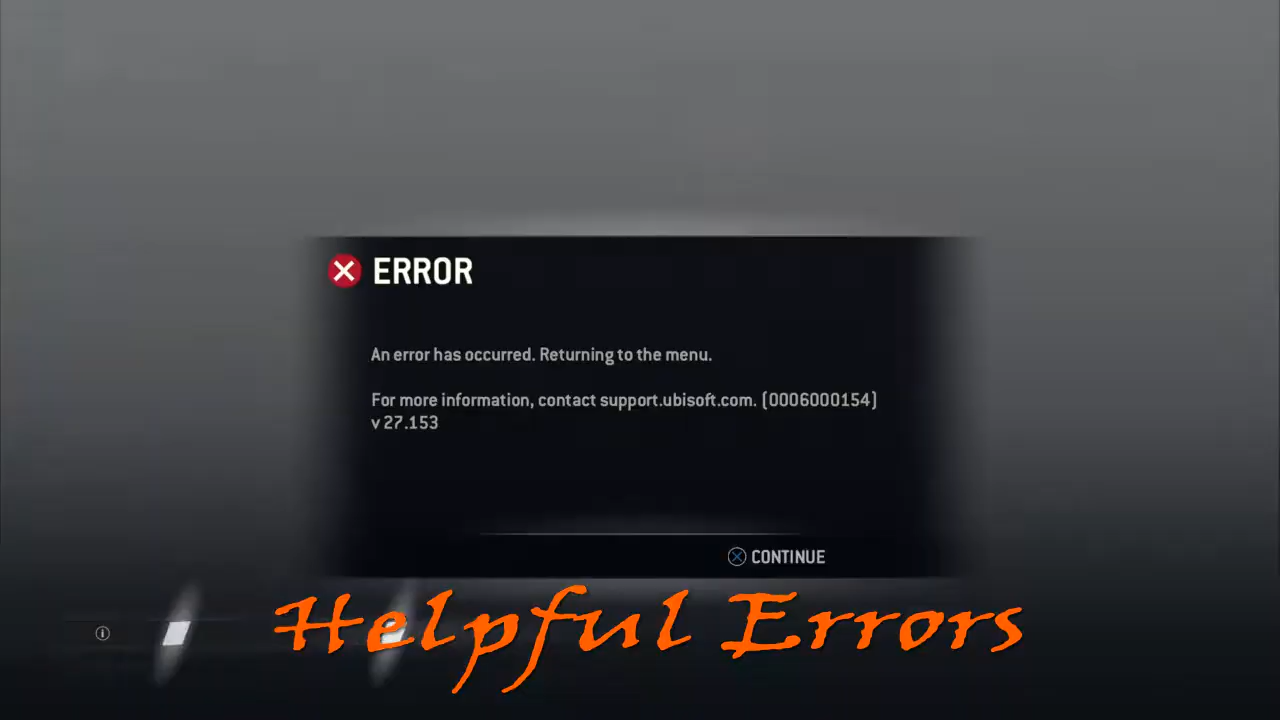 ERROR
An error has occurred. Returning to the menu.
For more information, contact support.ubisoft.com. (0006000154)
v 27.153
CONTINUE
Helpful Errors